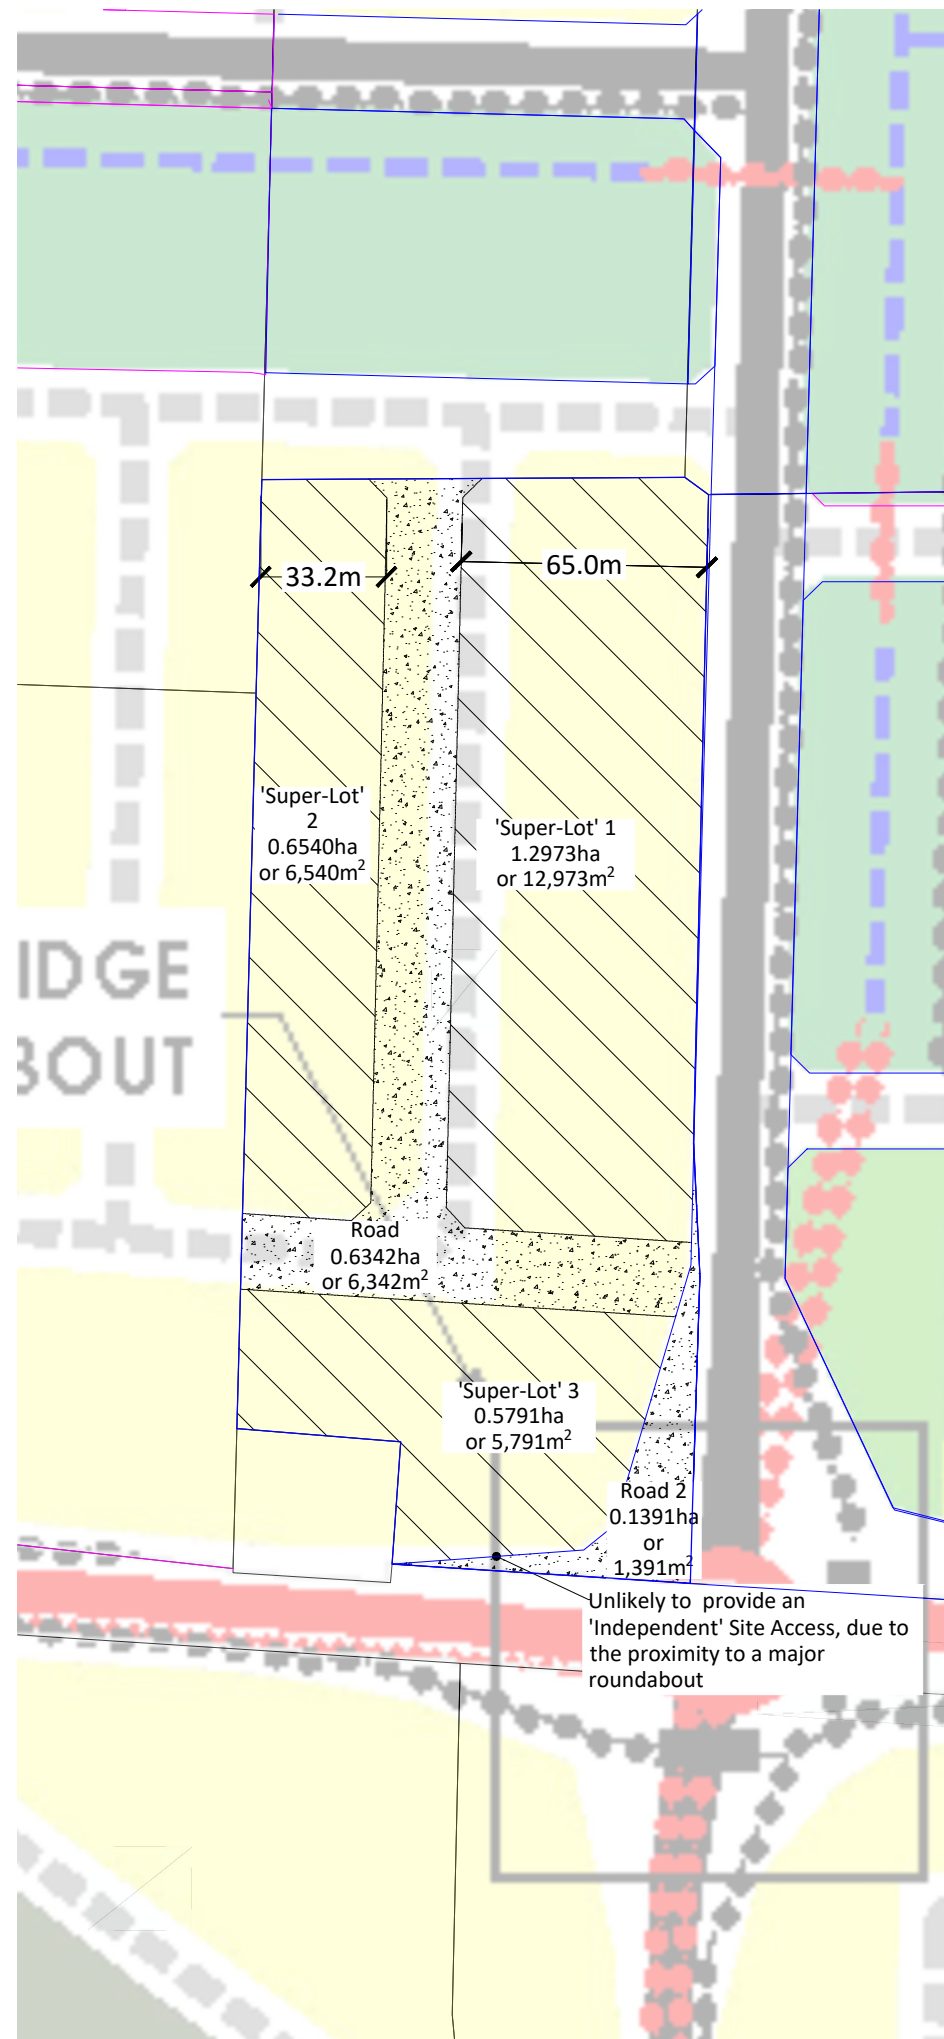 33.2m
65.0m
'Super-Lot'
2
0.6540ha
or 6,540m²
'Super-Lot' 1
1.2973ha
or 12,973m²
IDGE
BOUT
Road
0.6342ha
or 6,342m²
'Super-Lot' 3
0.5791ha
or 5,791m²
Road 2
0.1391ha
or
1,391m²
Unlikely to provide an
'Independent' Site Access, due to
the proximity to a major
roundabout